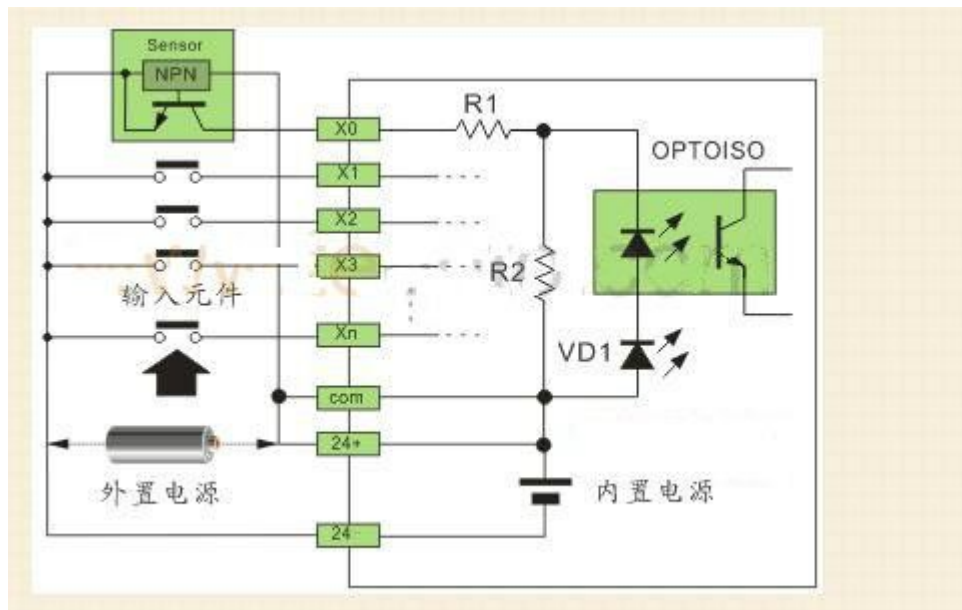 Sensor
NPN
X0
R1
OPTOISO
X1
X2
X3
R2
输入元件
Xn
VD1
com
24+
外置电源
内置电源
24-